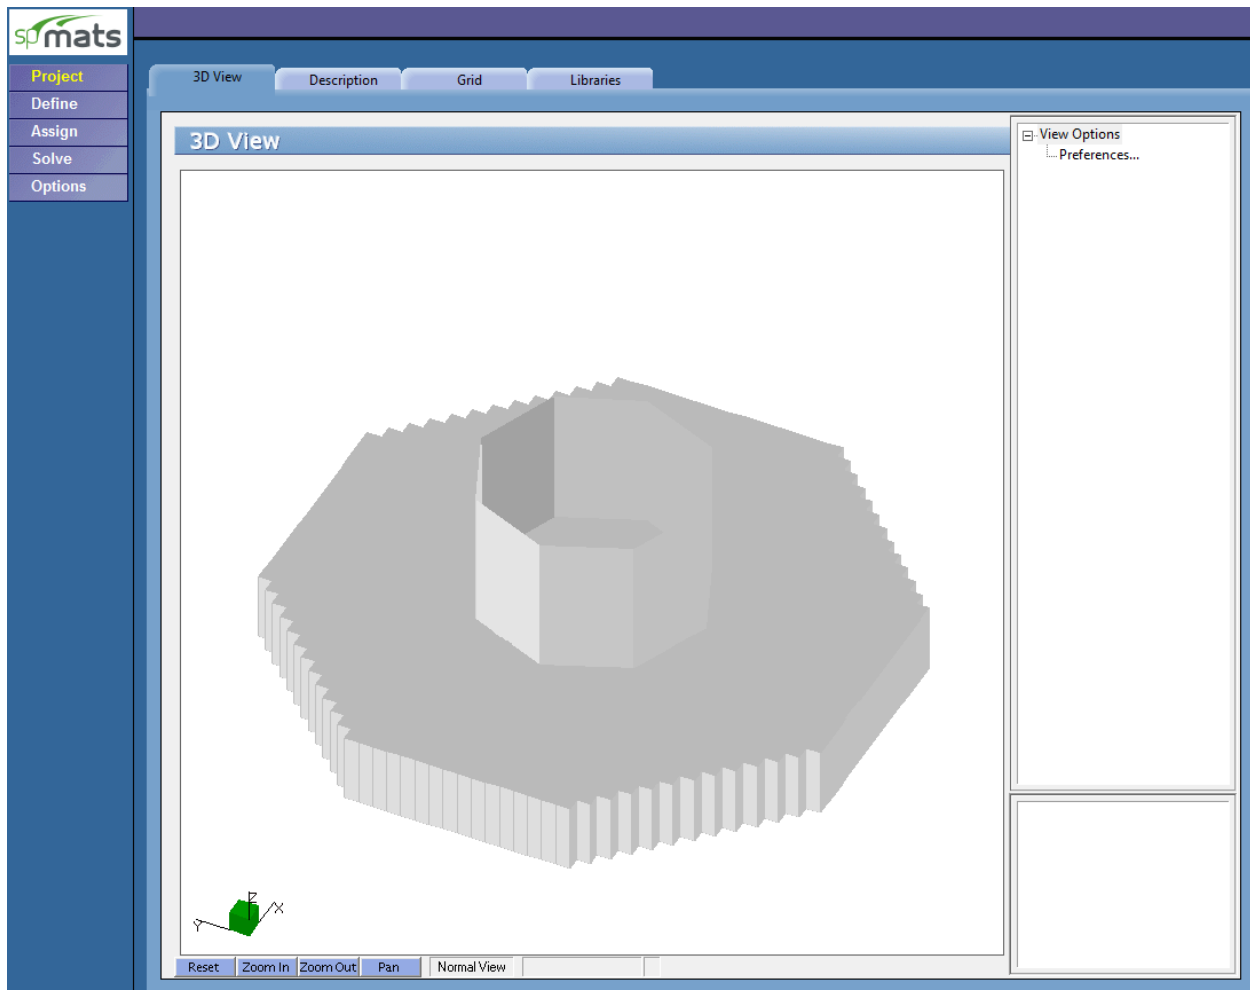 spmats
Project
Define
Assign
Solve
Options
3D View
Description
Grid
Libraries
3D View
View Options
Preferences...
Z
X
Y
Reset
Zoom In
Zoom Out
Pan
Normal View